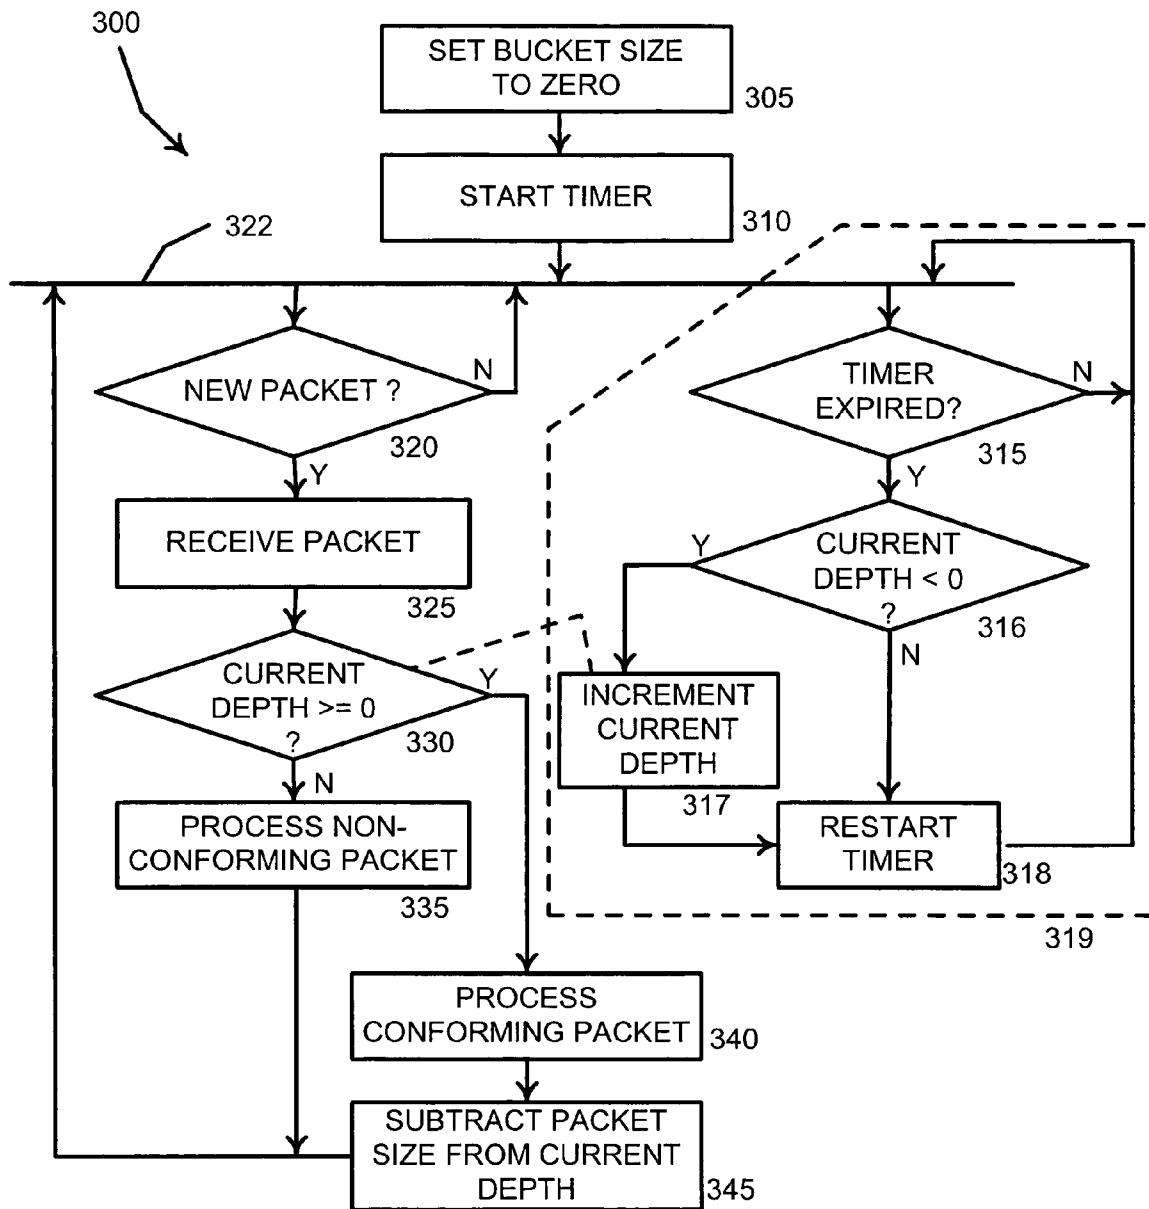 300
SET BUCKET SIZE
TO ZERO
305
START TIMER
310
322
NEW PACKET ?
N
320
Y
TIMER
EXPIRED?
N
315
Y
RECEIVE PACKET
325
CURRENT
DEPTH < 0
?
Y
316
N
CURRENT
DEPTH >= 0
?
Y
330
N
INCREMENT
CURRENT
DEPTH
317
PROCESS NON-
CONFORMING PACKET
335
RESTART
TIMER
318
319
PROCESS
CONFORMING PACKET
340
SUBTRACT PACKET
SIZE FROM CURRENT
DEPTH
345